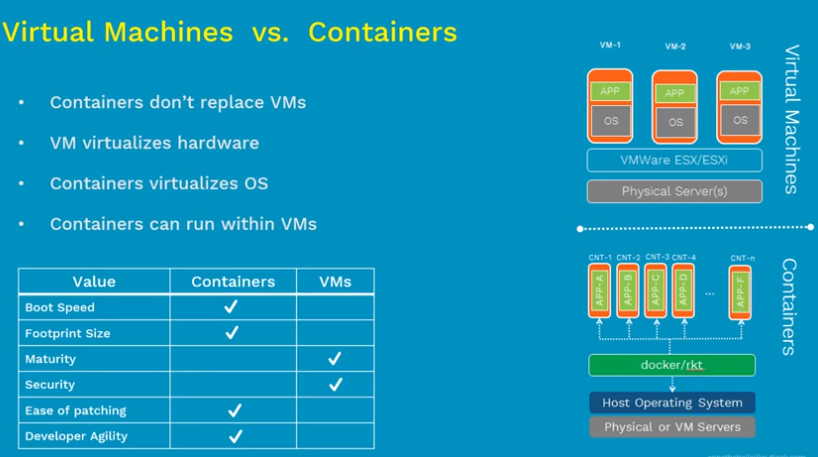 Virtual Machines vs. Containers
• Containers don't replace VMs
• VM virtualizes hardware
• Containers virtualizes OS
• Containers can run within VMs
Value Containers VMs
Boot Speed ✓
Footprint Size ✓
Maturity ✓
Security ✓
Ease of patching ✓
Developer Agility ✓
VM-1 VM-2 VM-3
APP APP APP
OS OS OS
VMWare ESX/ESXi
Physical Server(s)
Virtual Machines
CNT-1 CNT-2 CNT-3 CNT-4 CNT-n
APP-A APP-B APP-C APP-D ... APP-F
docker/rkt
Host Operating System
Physical or VM Servers
Containers